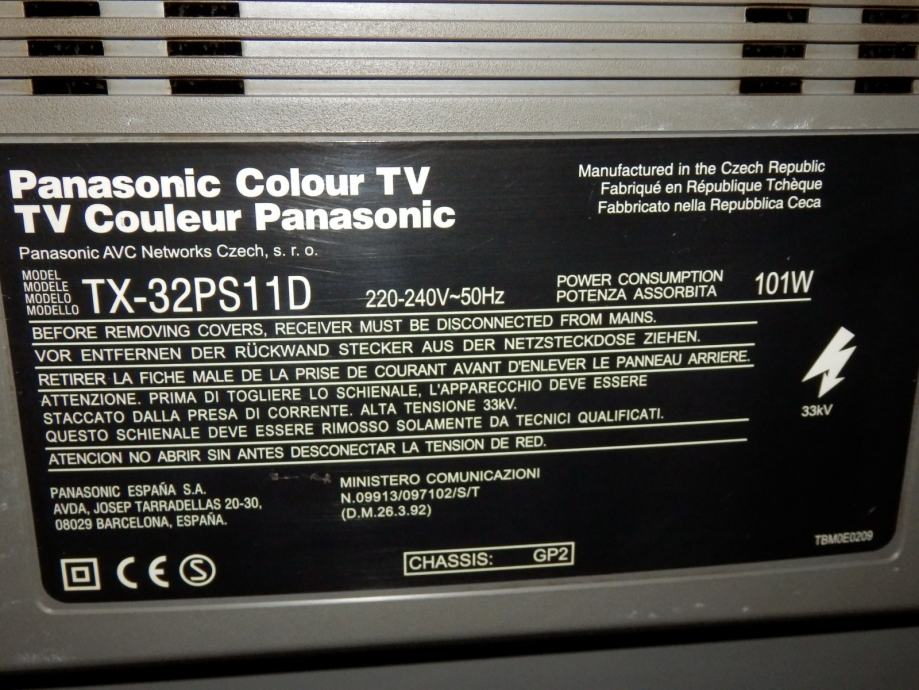 Panasonic Colour TV
TV Couleur Panasonic
Panasonic AVC Networks Czech, s. r. o.
Manufactured in the Czech Republic
Fabriqué en République Tchèque
Fabbricato nella Repubblica Ceca
MODEL
MODÈLE
MODELO
MODELLO
TX-32PS11D
220-240V~50Hz
POWER CONSUMPTION
POTENZA ASSORBITA
101W
BEFORE REMOVING COVERS, RECEIVER MUST BE DISCONNECTED FROM MAINS.
VOR ENTFERNEN DER RÜCKWAND STECKER AUS DER NETZSTECKDOSE ZIEHEN.
RETIRER LA FICHE MALE DE LA PRISE DE COURANT AVANT D'ENLEVER LE PANNEAU ARRIERE.
ATTENZIONE. PRIMA DI TOGLIERE LO SCHIENALE, L'APPARECCHIO DEVE ESSERE
STACCATO DALLA PRESA DI CORRENTE. ALTA TENSIONE 33kV.
QUESTO SCHIENALE DEVE ESSERE RIMOSSO SOLAMENTE DA TECNICI QUALIFICATI.
ATENCION NO ABRIR SIN ANTES DESCONECTAR LA TENSION DE RED.
33kV
PANASONIC ESPAÑA S.A.
AVDA, JOSEP TARRADELLAS 20-30,
08029 BARCELONA, ESPAÑA.
MINISTERO COMUNICAZIONI
N.09913/097102/S/T
(D.M.26.3.92)
CE S
CHASSIS: GP2
TBM0E0209